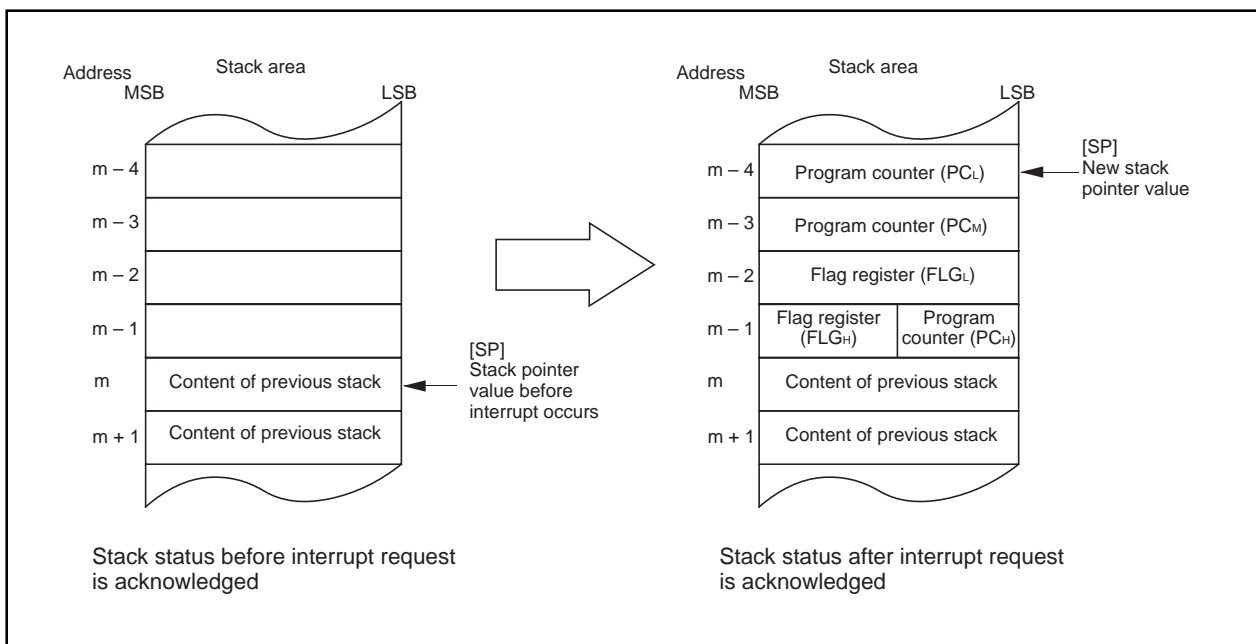 Stack area
Address
MSB
LSB
m – 4
m – 3
m – 2
m – 1
m
Content of previous stack
m + 1
Content of previous stack
[SP]
Stack pointer
value before
interrupt occurs
Stack status before interrupt request
is acknowledged
Stack area
Address
MSB
LSB
m – 4
Program counter (PCL)
[SP]
New stack
pointer value
m – 3
Program counter (PCM)
m – 2
Flag register (FLGL)
m – 1
Flag register
(FLGH)
Program
counter (PCH)
m
Content of previous stack
m + 1
Content of previous stack
Stack status after interrupt request
is acknowledged